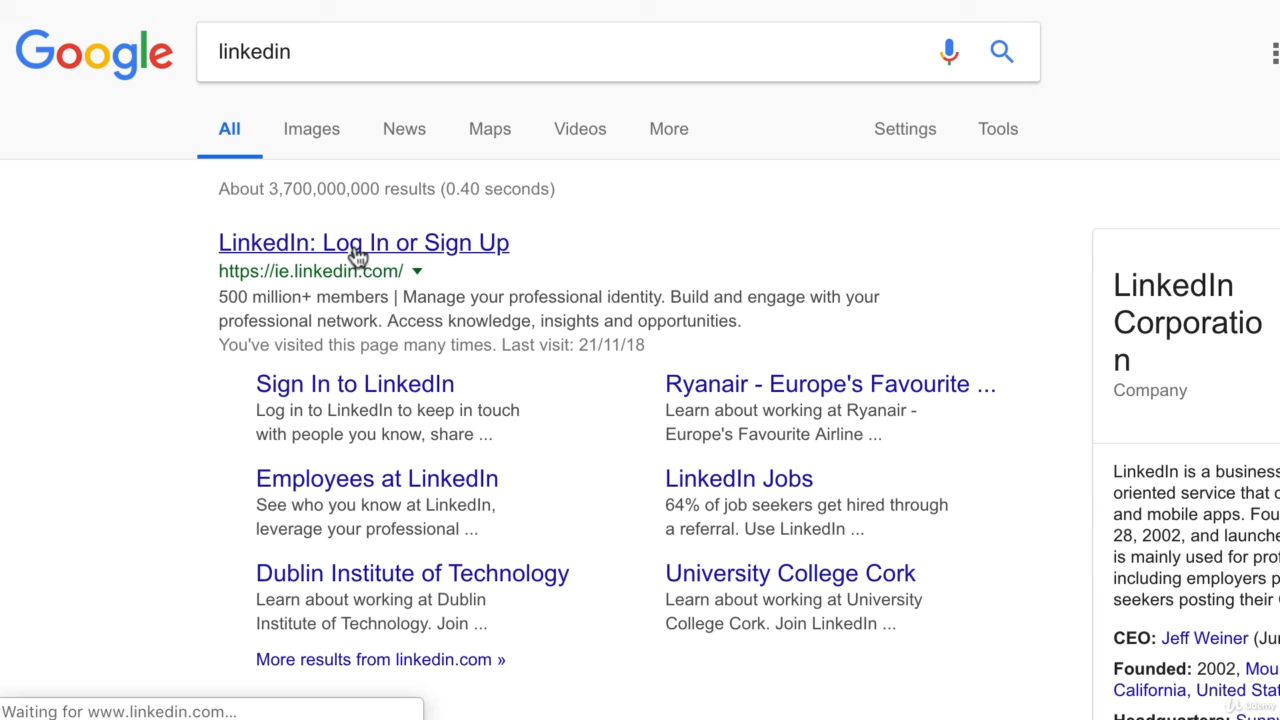 Google
linkedin
All Images News Maps Videos More Settings Tools
About 3,700,000,000 results (0.40 seconds)
LinkedIn: Log In or Sign Up
https://ie.linkedin.com/
500 million+ members | Manage your professional identity. Build and engage with your
professional network. Access knowledge, insights and opportunities.
You've visited this page many times. Last visit: 21/11/18
Sign In to LinkedIn
Log in to LinkedIn to keep in touch
with people you know, share ...
Ryanair - Europe's Favourite ...
Learn about working at Ryanair -
Europe's Favourite Airline ...
Employees at LinkedIn
See who you know at LinkedIn,
leverage your professional ...
LinkedIn Jobs
64% of job seekers get hired through
a referral. Use LinkedIn ...
Dublin Institute of Technology
Learn about working at Dublin
Institute of Technology. Join ...
University College Cork
Learn about working at University
College Cork. Join LinkedIn ...
More results from linkedin.com »
LinkedIn
Corporatio
n
Company
LinkedIn is a business
oriented service that
and mobile apps. Fou
28, 2002, and launche
is mainly used for prof
including employers p
seekers posting their
CEO: Jeff Weiner (Ju
Founded: 2002, Mou
California, United Stat
Waiting for www.linkedin.com...
Udemy